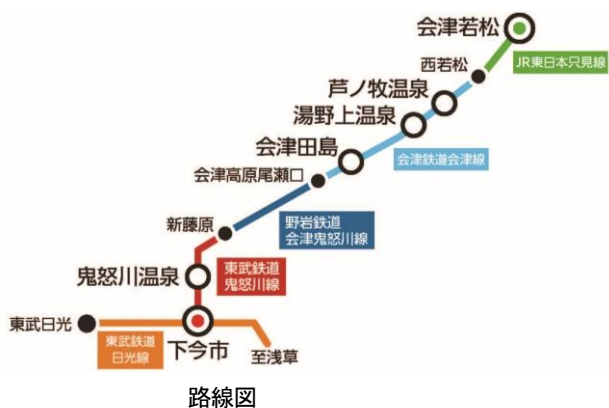 会津若松
JR東日本只見線
西若松
芦ノ牧温泉
湯野上温泉
会津田島
会津鉄道会津線
会津高原尾瀬口
新藤原
野岩鉄道
会津鬼怒川線
鬼怒川温泉
東武鉄道
鬼怒川線
東武日光
東武鉄道
日光線
下今市
至浅草
路線図